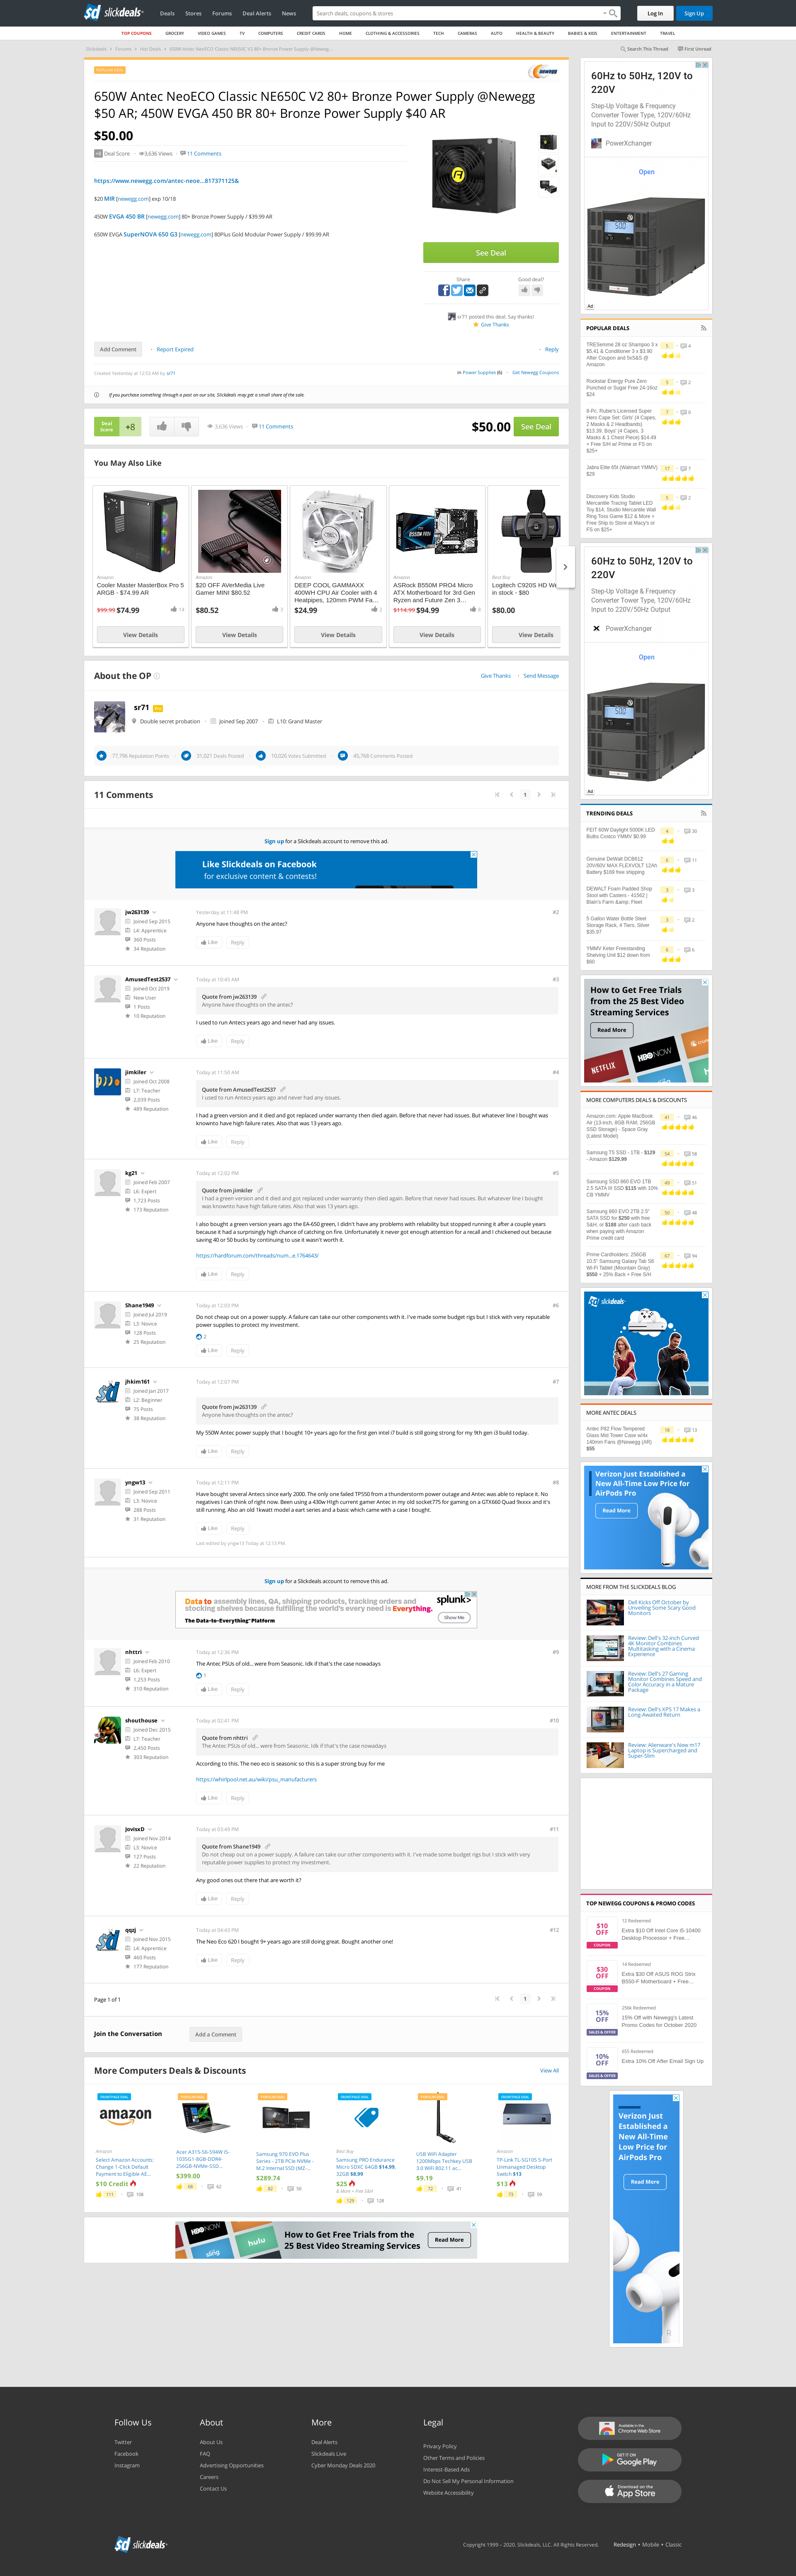 slickdeals
Deals
Stores
Forums
Deal Alerts
News
Search deals, coupons & stores
Log In
Sign Up
TOP COUPONS
GROCERY
VIDEO GAMES
TV
COMPUTERS
CREDIT CARDS
HOME
CLOTHING & ACCESSORIES
TECH
CAMERAS
AUTO
HEALTH & BEAUTY
BABIES & KIDS
ENTERTAINMENT
TRAVEL
Slickdeals > Forums > Hot Deals > 650W Antec NeoECO Classic NE650C V2 80+ Bronze Power Supply @Neweg...
Search This Thread
First Unread
POPULAR DEAL
newegg
650W Antec NeoECO Classic NE650C V2 80+ Bronze Power Supply @Newegg
$50 AR; 450W EVGA 450 BR 80+ Bronze Power Supply $40 AR
$50.00
+8 Deal Score
3,636 Views
11 Comments
https://www.newegg.com/antec-neoe...817371125&
$20 MIR [newegg.com] exp 10/18
450W EVGA 450 BR [newegg.com] 80+ Bronze Power Supply / $39.99 AR
650W EVGA SuperNOVA 650 G3 [newegg.com] 80Plus Gold Modular Power Supply / $99.99 AR
See Deal
Share
Good deal?
sr71 posted this deal. Say thanks!
Give Thanks
Add Comment
Report Expired
Reply
Created Yesterday at 12:53 AM by sr71
in Power Supplies (6)
Get Newegg Coupons
If you purchase something through a post on our site, Slickdeals may get a small share of the sale.
Deal
Score
+8
3,636 Views
11 Comments
$50.00
See Deal
You May Also Like
Amazon
Cooler Master MasterBox Pro 5
ARGB - $74.99 AR
$99.99 $74.99
14
View Details
Amazon
$20 OFF AVerMedia Live
Gamer MINI $80.52
$80.52
3
View Details
Amazon
DEEP COOL GAMMAXX
400WH CPU Air Cooler with 4
Heatpipes, 120mm PWM Fa...
$24.99
2
View Details
Amazon
ASRock B550M PRO4 Micro
ATX Motherboard for 3rd Gen
Ryzen and Future Zen 3...
$114.99 $94.99
8
View Details
Best Buy
Logitech C920S HD We
in stock - $80
$80.00
View Details
About the OP
Give Thanks
Send Message
sr71
Double secret probation
Joined Sep 2007
L10: Grand Master
77,796 Reputation Points
31,021 Deals Posted
10,026 Votes Submitted
45,768 Comments Posted
11 Comments
1
Sign up for a Slickdeals account to remove this ad.
Like Slickdeals on Facebook
for exclusive content & contests!
jw263139
Joined Sep 2015
L4: Apprentice
360 Posts
34 Reputation
Yesterday at 11:48 PM
#2
Anyone have thoughts on the antec?
Like
Reply
AmusedTest2537
Joined Oct 2019
New User
1 Posts
10 Reputation
Today at 10:45 AM
#3
Quote from jw263139
Anyone have thoughts on the antec?
I used to run Antecs years ago and never had any issues.
Like
Reply
jimkiler
Joined Oct 2008
L7: Teacher
2,039 Posts
489 Reputation
Today at 11:50 AM
#4
Quote from AmusedTest2537
I used to run Antecs years ago and never had any issues.
I had a green version and it died and got replaced under warranty then died again. Before that never had issues. But whatever line I bought was
knownto have high failure rates. Also that was 13 years ago.
Like
Reply
kg21
Joined Feb 2007
L6: Expert
1,723 Posts
173 Reputation
Today at 12:02 PM
#5
Quote from jimkiler
I had a green version and it died and got replaced under warranty then died again. Before that never had issues. But whatever line I bought
was knownto have high failure rates. Also that was 13 years ago.
I also bought a green version years ago the EA-650 green, I didn't have any problems with reliability but stopped running it after a couple years
because it had a surprisingly high chance of catching on fire. Only unfortunately never got enough attention for a recall and I checked out because
saving 40 or 50 bucks by continuing to use it wasn't worth it.
https://hardforum.com/threads/num...e.1764643/
Like
Reply
Shane1949
Joined Jul 2019
L3: Novice
128 Posts
25 Reputation
Today at 12:03 PM
#6
Do not cheap out on a power supply. A failure can take our other components with it. I've made some budget rigs but I stick with very reputable
power supplies to protect my investment.
2
Like
Reply
jhkim161
Joined Jan 2017
L2: Beginner
75 Posts
38 Reputation
Today at 12:07 PM
#7
Quote from jw263139
Anyone have thoughts on the antec?
My 550W Antec power supply that I bought 10+ years ago for the first gen intel i7 build is still going strong for my 9th gen i3 build today.
Like
Reply
yngw13
Joined Sep 2011
L3: Novice
288 Posts
31 Reputation
Today at 12:11 PM
#8
Have bought several Antecs since early 2000. The only one failed TP550 from a thunderstorm power outage and Antec was able to replace it. No
negatives I can think of right now. Been using a 430w High current gamer Antec in my old socket775 for gaming on a GTX660 Quad 9xxxx and it's
still running. Also an old 1kwatt model a eart series and a basic which came with a case I bought.
Like
Reply
Last edited by yngw13 Today at 12:13 PM.
Sign up for a Slickdeals account to remove this ad.
Data to assembly lines, QA, shipping products, tracking orders and
stocking shelves because fulfilling the world's every need is Everything.
The Data-to-Everything Platform
splunk>
Show Me
nhttri
Joined Feb 2010
L6: Expert
1,253 Posts
310 Reputation
Today at 12:36 PM
#9
The Antec PSUs of old... were from Seasonic. Idk if that's the case nowadays
1
Like
Reply
shouthouse
Joined Dec 2015
L7: Teacher
2,450 Posts
303 Reputation
Today at 02:41 PM
#10
Quote from nhttri
The Antec PSUs of old... were from Seasonic. Idk if that's the case nowadays
According to this. The neo eco is seasonic so this is a super strong buy for me
https://whirlpool.net.au/wiki/psu_manufacturers
Like
Reply
JovisxD
Joined Nov 2014
L3: Novice
127 Posts
22 Reputation
Today at 03:49 PM
#11
Quote from Shane1949
Do not cheap out on a power supply. A failure can take our other components with it. I've made some budget rigs but I stick with very
reputable power supplies to protect my investment.
Any good ones out there that are worth it?
Like
Reply
qqzj
Joined Nov 2015
L4: Apprentice
460 Posts
177 Reputation
Today at 04:43 PM
#12
The Neo Eco 620 I bought 9+ years ago are still doing great. Bought another one!
Like
Reply
Page 1 of 1
1
Join the Conversation
Add a Comment
More Computers Deals & Discounts
View All
FRONTPAGE DEAL
amazon
Amazon
Select Amazon Accounts:
Change 1-Click Default
Payment to Eligible AE...
$10 Credit
111
108
POPULAR DEAL
Acer A315-56-594W i5-
1035G1-8GB-DDR4-
256GB-NVMe-SSD...
$399.00
68
62
POPULAR DEAL
Samsung 970 EVO Plus
Series - 2TB PCIe NVMe -
M.2 Internal SSD (MZ-...
$289.74
82
50
FRONTPAGE DEAL
Best Buy
Samsung PRO Endurance
Micro SDXC 64GB $14.99,
32GB $8.99
$25
& More + Free S&H
129
128
POPULAR DEAL
USB WiFi Adapter
1200Mbps Techkey USB
3.0 WiFi 802.11 ac...
$9.19
72
41
FRONTPAGE DEAL
Amazon
TP-Link TL-SG105 5-Port
Unmanaged Desktop
Switch $13
$13
73
59
HBO NOW
sling
hulu
How to Get Free Trials from the
25 Best Video Streaming Services
Read More
60Hz to 50Hz, 120V to
220V
Step-Up Voltage & Frequency
Converter Tower Type, 120V/60Hz
Input to 220V/50Hz Output
PowerXchanger
Open
Ad
POPULAR DEALS
TRESemmé 28 oz Shampoo 3 x
$5.41 & Conditioner 3 x $3.90
After Coupon and 5xS&S @
Amazon
5
4
Rockstar Energy Pure Zero
Punched or Sugar Free 24-16oz
$24
5
2
8-Pc. Rubie's Licensed Super
Hero Cape Set: Girls' (4 Capes,
2 Masks & 2 Headbands)
$13.39, Boys' (4 Capes, 3
Masks & 1 Chest Piece) $14.49
+ Free S/H w/ Prime or FS on
$25+
7
0
Jabra Elite 65t (Walmart YMMV)
$29
17
7
Discovery Kids Studio
Mercantile Tracing Tablet LED
Toy $14, Studio Mercantile Wall
Ring Toss Game $12 & More +
Free Ship to Store at Macy's or
FS on $25+
5
2
60Hz to 50Hz, 120V to
220V
Step-Up Voltage & Frequency
Converter Tower Type, 120V/60Hz
Input to 220V/50Hz Output
PowerXchanger
Open
Ad
TRENDING DEALS
FEIT 60W Daylight 5000K LED
Bulbs Costco YMMV $0.99
4
30
Genuine DeWalt DCB612
20V/60V MAX FLEXVOLT 12Ah
Battery $169 free shipping
6
11
DEWALT Foam Padded Shop
Stool with Casters - 41562 |
Blain's Farm &amp; Fleet
3
3
5 Gallon Water Bottle Steel
Storage Rack, 4 Tiers, Silver
$35.97
3
2
YMMV Keter Freestanding
Shelving Unit $12 down from
$60
6
6
How to Get Free Trials
from the 25 Best Video
Streaming Services
Read More
NETFLIX
HBO NOW
hulu
MORE COMPUTERS DEALS & DISCOUNTS
Amazon.com: Apple MacBook
Air (13-inch, 8GB RAM, 256GB
SSD Storage) - Space Gray
(Latest Model)
41
46
Samsung T5 SSD - 1TB - $129
- Amazon $129.99
54
58
Samsung SSD 860 EVO 1TB
2.5 SATA III SSD $115 with 10%
CB YMMV
49
51
Samsung 860 EVO 2TB 2.5"
SATA SSD for $250 with free
S&H, or $188 after cash back
when paying with Amazon
Prime credit card
50
48
Prime Cardholders: 256GB
10.5" Samsung Galaxy Tab S6
Wi-Fi Tablet (Mountain Gray)
$550 + 25% Back + Free S/H
67
94
slickdeals
MORE ANTEC DEALS
Antec P82 Flow Tempered
Glass Mid Tower Case w/4x
140mm Fans @Newegg (AR)
$55
18
13
Verizon Just Established a
New All-Time Low Price for
AirPods Pro
Read More
MORE FROM THE SLICKDEALS BLOG
Dell Kicks Off October by
Unveiling Some Scary Good
Monitors
Review: Dell's 32-inch Curved
4K Monitor Combines
Multitasking with a Cinema
Experience
Review: Dell's 27 Gaming
Monitor Combines Speed and
Color Accuracy in a Mature
Package
Review: Dell's XPS 17 Makes a
Long-Awaited Return
Review: Alienware's New m17
Laptop is Supercharged and
Super-Slim
TOP NEWEGG COUPONS & PROMO CODES
$10
OFF
COUPON
12 Redeemed
Extra $10 Off Intel Core i5-10400
Desktop Processor + Free...
$30
OFF
COUPON
14 Redeemed
Extra $30 Off ASUS ROG Strix
B550-F Motherboard + Free...
15%
OFF
SALES & OFFER
256k Redeemed
15% Off with Newegg's Latest
Promo Codes for October 2020
10%
OFF
SALES & OFFER
655 Redeemed
Extra 10% Off After Email Sign Up
Verizon Just
Established a
New All-Time
Low Price for
AirPods Pro
Read More
Follow Us
Twitter
Facebook
Instagram
About
About Us
FAQ
Advertising Opportunities
Careers
Contact Us
More
Deal Alerts
Slickdeals Live
Cyber Monday Deals 2020
Legal
Privacy Policy
Other Terms and Policies
Interest-Based Ads
Do Not Sell My Personal Information
Website Accessibility
Available in the
Chrome Web Store
GET IT ON
Google Play
Download on the
App Store
slickdeals
Copyright 1999 - 2020. Slickdeals, LLC. All Rights Reserved.
Redesign • Mobile • Classic